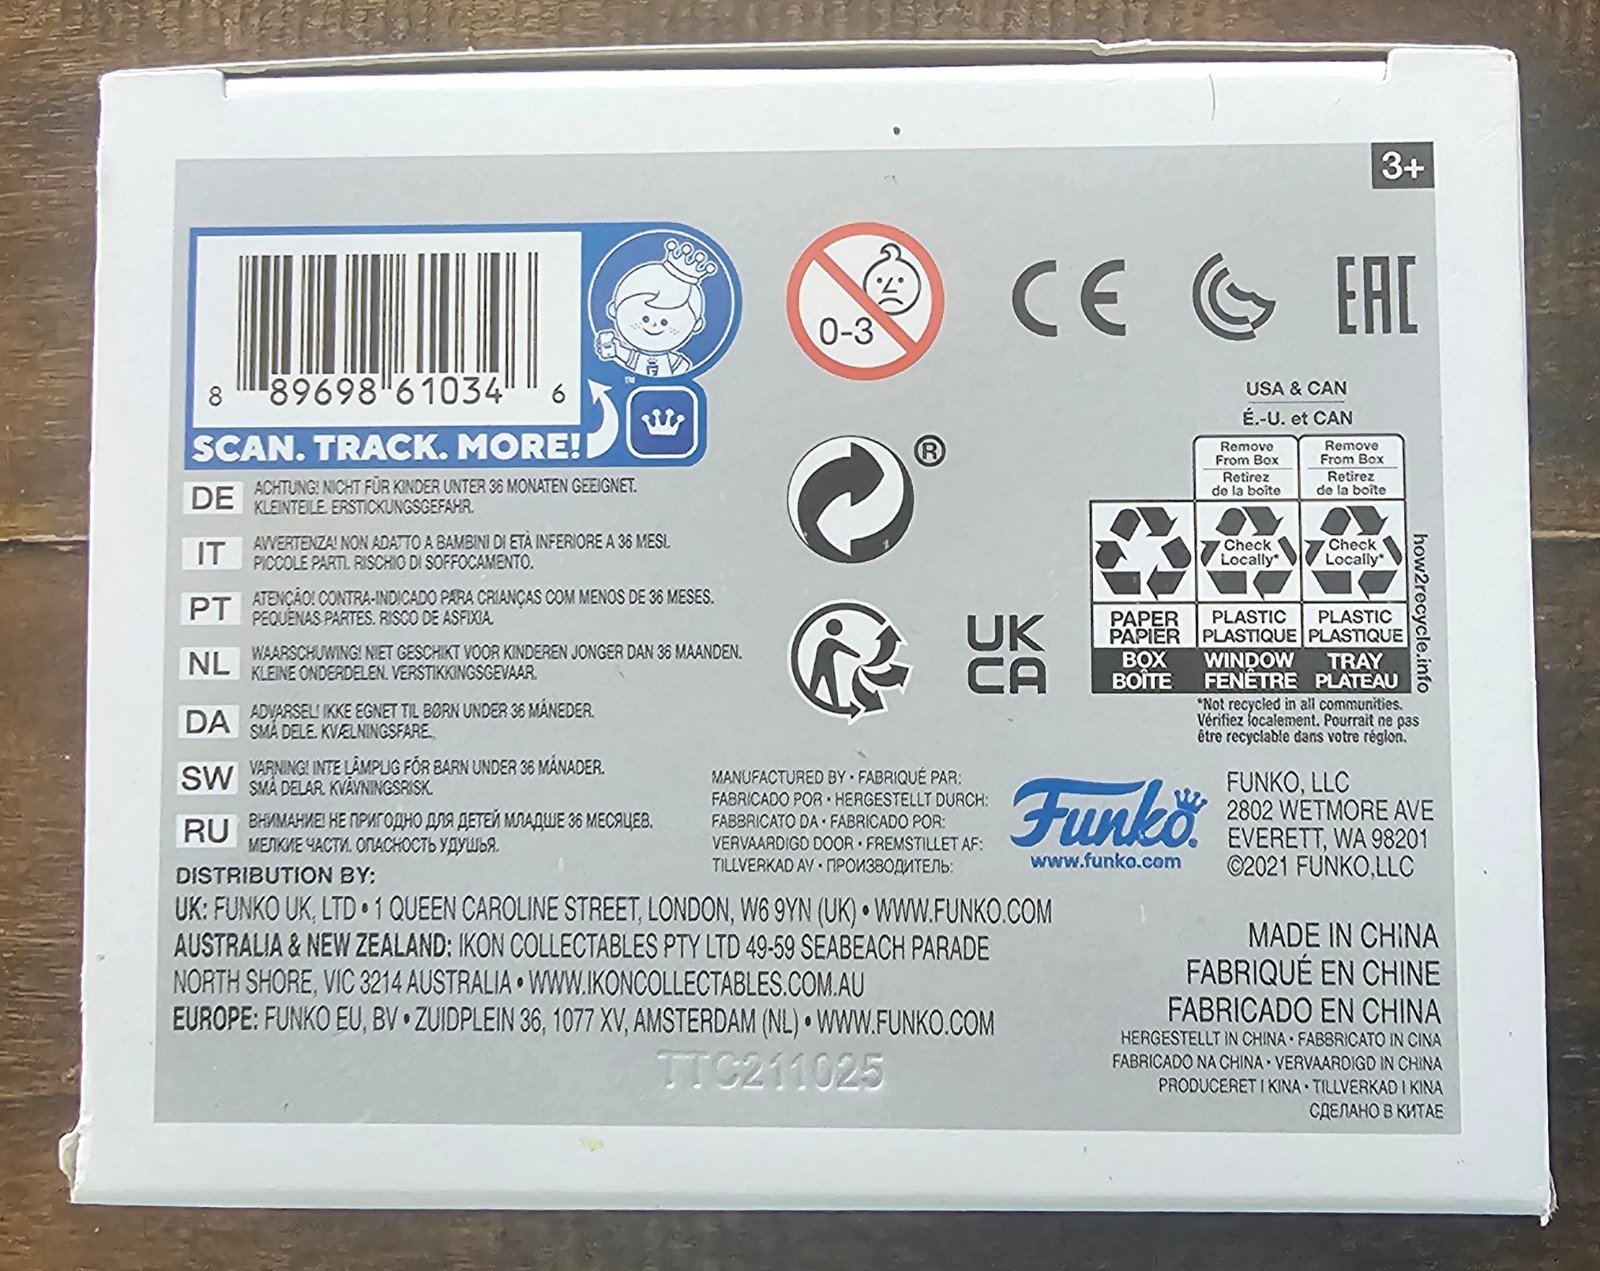 3+
8 89698 61034 6
SCAN. TRACK. MORE!
™
0-3
CE
EAC
®
DE ACHTUNG! NICHT FÜR KINDER UNTER 36 MONATEN GEEIGNET.
KLEINTEILE. ERSTICKUNGSGEFAHR.
IT AVVERTENZA! NON ADATTO A BAMBINI DI ETÀ INFERIORE A 36 MESI.
PICCOLE PARTI. RISCHIO DI SOFFOCAMENTO.
PT ATENÇÃO! CONTRA-INDICADO PARA CRIANÇAS COM MENOS DE 36 MESES.
PEQUENAS PARTES. RISCO DE ASFIXIA.
NL WAARSCHUWING! NIET GESCHIKT VOOR KINDEREN JONGER DAN 36 MAANDEN.
KLEINE ONDERDELEN. VERSTIKKINGSGEVAAR.
DA ADVARSEL! IKKE EGNET TIL BØRN UNDER 36 MÅNEDER.
SMÅ DELE. KVÆLNINGSFARE.
SW VARNING! INTE LÄMPLIG FÖR BARN UNDER 36 MÅNADER.
SMÅ DELAR. KVÄVNINGSRISK.
RU ВНИМАНИЕ! НЕ ПРИГОДНО ДЛЯ ДЕТЕЙ МЛАДШЕ 36 МЕСЯЦЕВ.
МЕЛКИЕ ЧАСТИ. ОПАСНОСТЬ УДУШЬЯ.
UK
CA
USA & CAN
É.-U. et CAN
Remove
From Box
Retirez
de la boîte
Remove
From Box
Retirez
de la boîte
Check
Locally*
Check
Locally*
PAPER
PAPIER
BOX
BOÎTE
PLASTIC
PLASTIQUE
WINDOW
FENÊTRE
PLASTIC
PLASTIQUE
TRAY
PLATEAU
how2recycle.info
*Not recycled in all communities.
Vérifiez localement. Pourrait ne pas
être recyclable dans votre région.
MANUFACTURED BY • FABRIQUÉ PAR:
FABRICADO POR • HERGESTELLT DURCH:
FABBRICATO DA • FABRICADO POR:
VERVAARDIGD DOOR • FREMSTILLET AF:
TILLVERKAD AV • ПРОИЗВОДИТЕЛЬ:
Funko
www.funko.com
FUNKO, LLC
2802 WETMORE AVE
EVERETT, WA 98201
©2021 FUNKO,LLC
DISTRIBUTION BY:
UK: FUNKO UK, LTD • 1 QUEEN CAROLINE STREET, LONDON, W6 9YN (UK) • WWW.FUNKO.COM
AUSTRALIA & NEW ZEALAND: IKON COLLECTABLES PTY LTD 49-59 SEABEACH PARADE
NORTH SHORE, VIC 3214 AUSTRALIA • WWW.IKONCOLLECTABLES.COM.AU
EUROPE: FUNKO EU, BV • ZUIDPLEIN 36, 1077 XV, AMSTERDAM (NL) • WWW.FUNKO.COM
TTC211025
MADE IN CHINA
FABRIQUÉ EN CHINE
FABRICADO EN CHINA
HERGESTELLT IN CHINA • FABBRICATO IN CINA
FABRICADO NA CHINA • VERVAARDIGD IN CHINA
PRODUCERET I KINA • TILLVERKAD I KINA
СДЕЛАНО В КИТАЕ